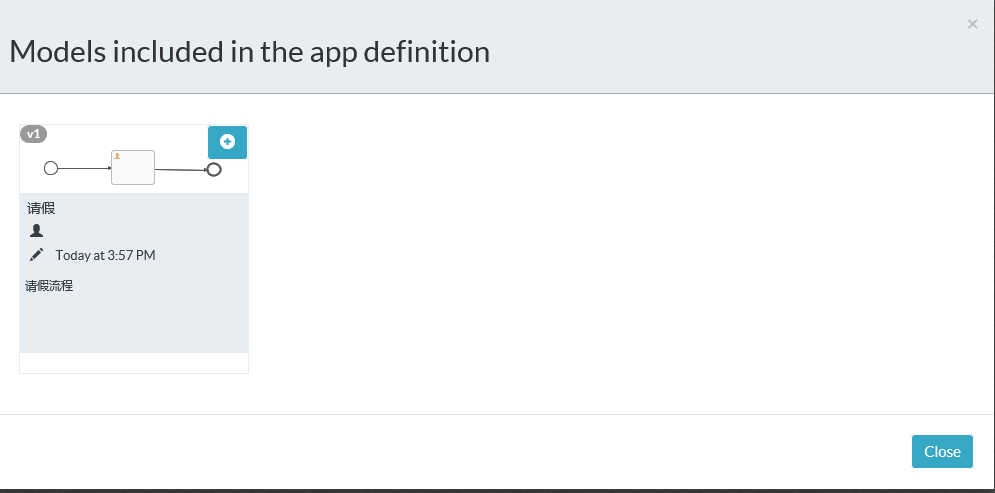 Models included in the app definition
v1
请假
Today at 3:57 PM
请假流程
Close